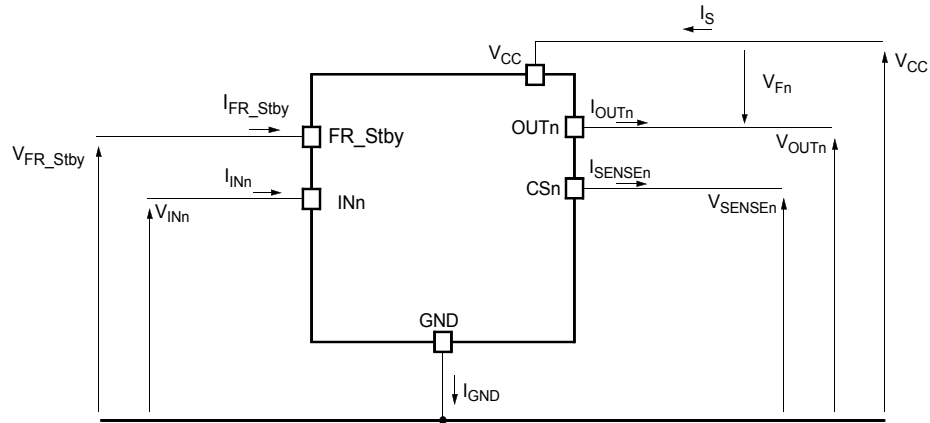 I_S
V_CC
V_CC
V_Fn
I_FR_Stby
I_OUTn
FR_Stby
OUTn
V_FR_Stby
V_OUTn
I_INn
I_SENSEn
INn
CSn
V_INn
V_SENSEn
GND
I_GND